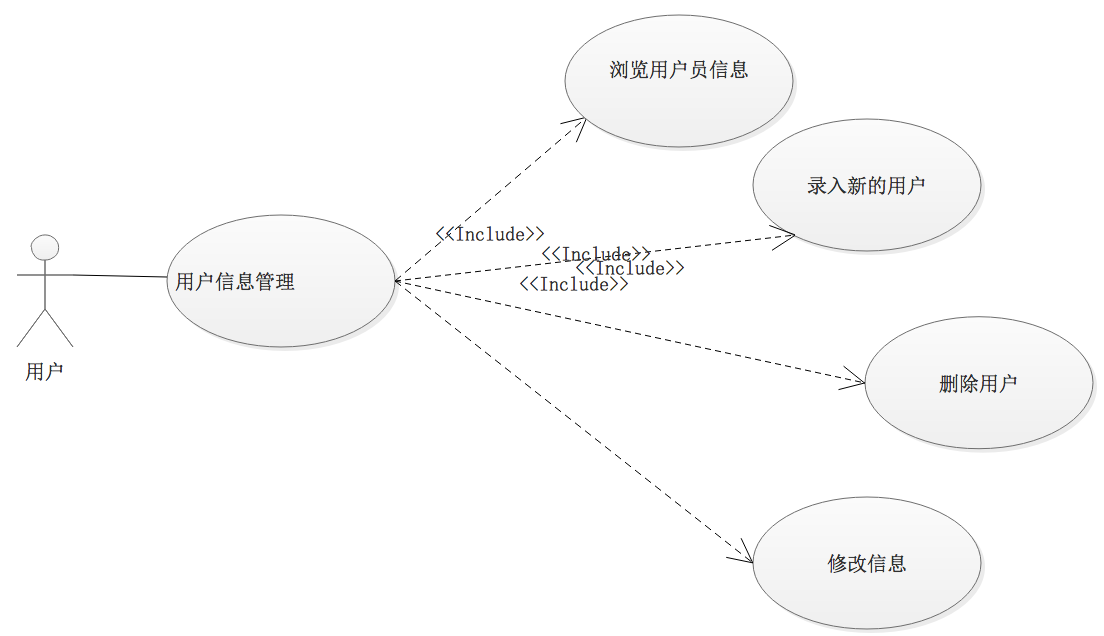 浏览用户员信息
录入新的用户
<<Include>>
<<Include>>
<<Include>>
用户信息管理
<<Include>>
用户
删除用户
修改信息